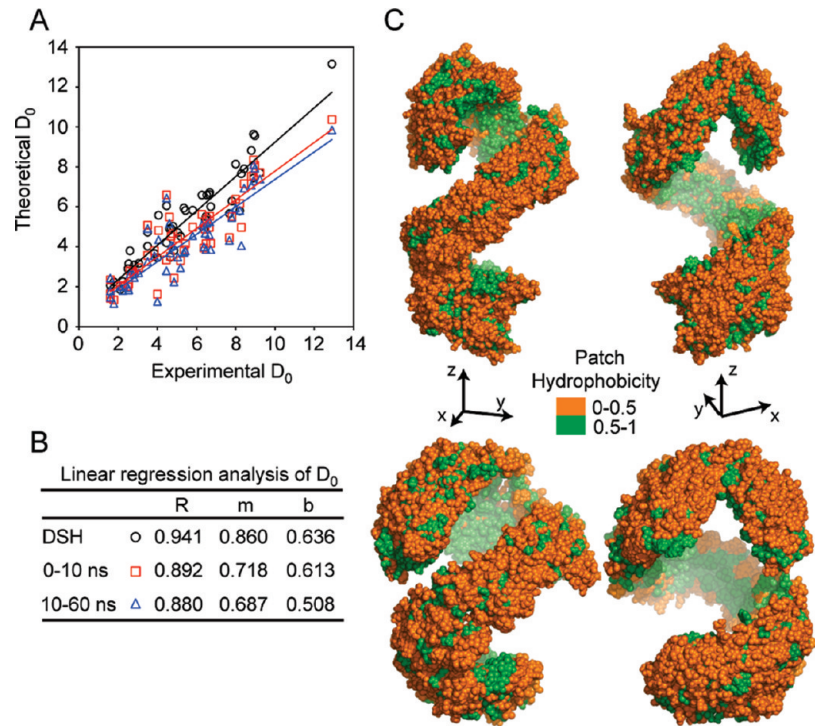 A
Theoretical D0
14
12
10
8
6
4
2
0
0 2 4 6 8 10 12 14
Experimental D0
B
Linear regression analysis of D0
R m b
DSH 0.941 0.860 0.636
0-10 ns 0.892 0.718 0.613
10-60 ns 0.880 0.687 0.508
C
z
y
x
Patch
Hydrophobicity
0-0.5
0.5-1
z
y
x